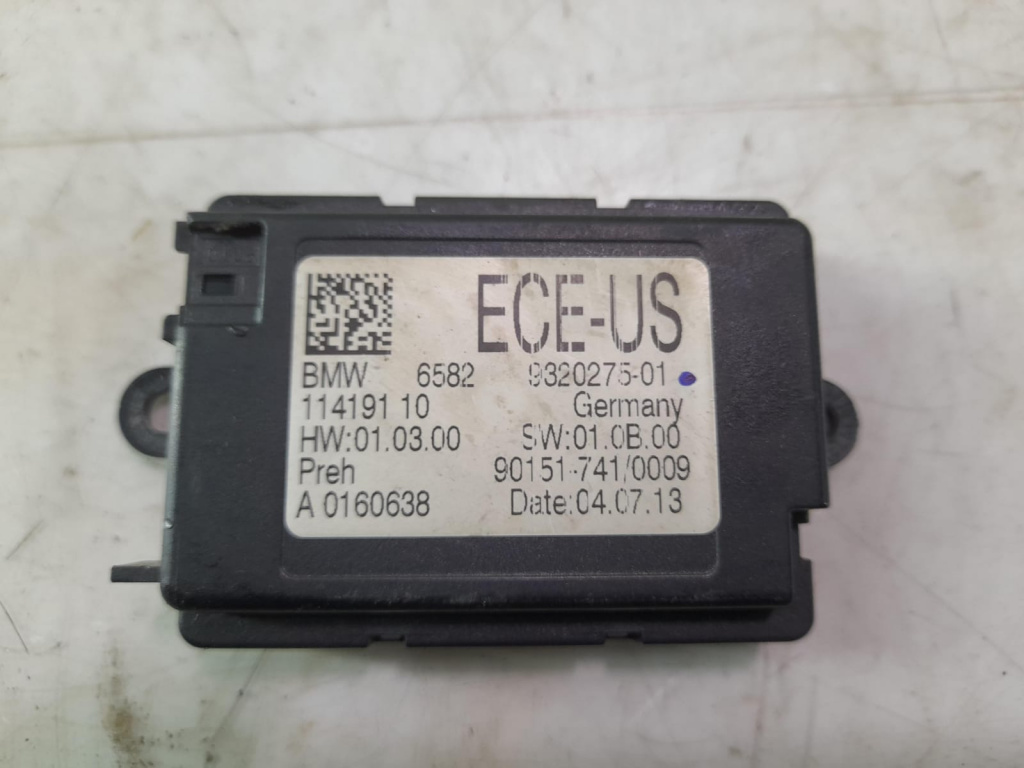 ECE-US
BMW 6582 9320275-01
114191 10 Germany
HW:01.03.00 SW:01.0B.00
Preh 90151-741/0009
A 0160638 Date:04.07.13